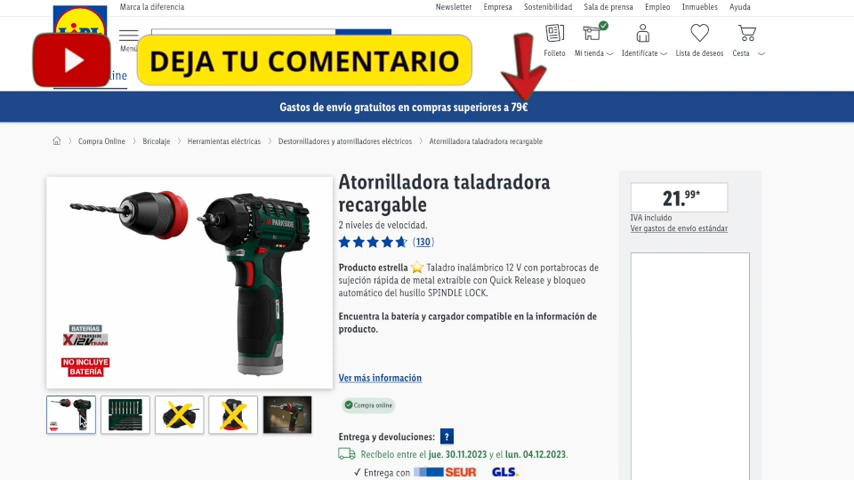 Marca la diferencia
Newsletter Empresa Sostenibilidad Sala de prensa Empleo Inmuebles Ayuda
LIDL
Menú
DEJA TU COMENTARIO
Folleto Mi tienda Identifícate Lista de deseos Cesta
line
Gastos de envío gratuitos en compras superiores a 79€
Compra Online Bricolaje Herramientas eléctricas Destornilladores y atornilladores eléctricos Atornilladora taladradora recargable
Atornilladora taladradora
recargable
2 niveles de velocidad.
(130)
Producto estrella ⭐ Taladro inalámbrico 12 V con portabrocas de
sujeción rápida de metal extraíble con Quick Release y bloqueo
automático del husillo SPINDLE LOCK.
Encuentra la batería y cargador compatible en la información de
producto.
Ver más información
Compra online
Entrega y devoluciones: ?
Recíbelo entre el jue. 30.11.2023 y el lun. 04.12.2023.
✓ Entrega con SEUR GLS.
21.99*
IVA incluido
Ver gastos de envío estándar
PARKSIDE
BATERÍAS
X12V TEAM
NO INCLUYE
BATERÍA